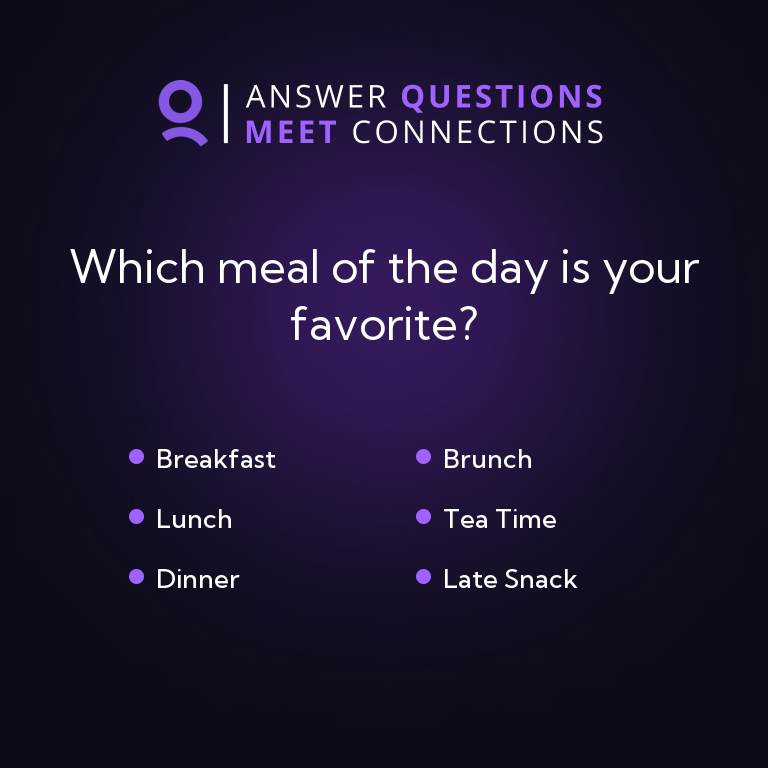 ANSWER QUESTIONS
MEET CONNECTIONS
Which meal of the day is your
favorite?
Breakfast
Lunch
Dinner
Brunch
Tea Time
Late Snack